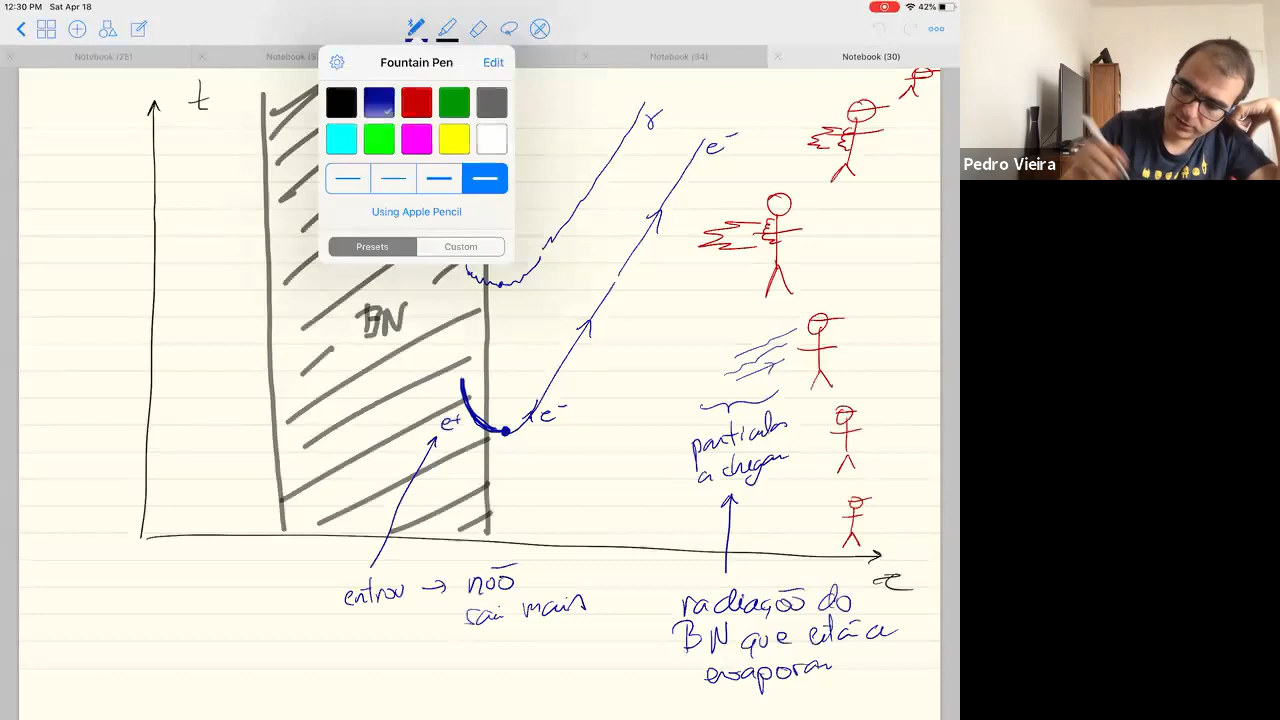 12:30 PM Sat Apr 18
42%
Notebook (25)
Notebook (34)
Notebook (30)
Fountain Pen
Edit
Using Apple Pencil
Presets
Custom
Pedro Vieira
t
γ
e⁻
BN
e⁺
e⁻
partículas
a chegar
entrou → não
sai mais
x
radiação do
BN que está a
evaporar